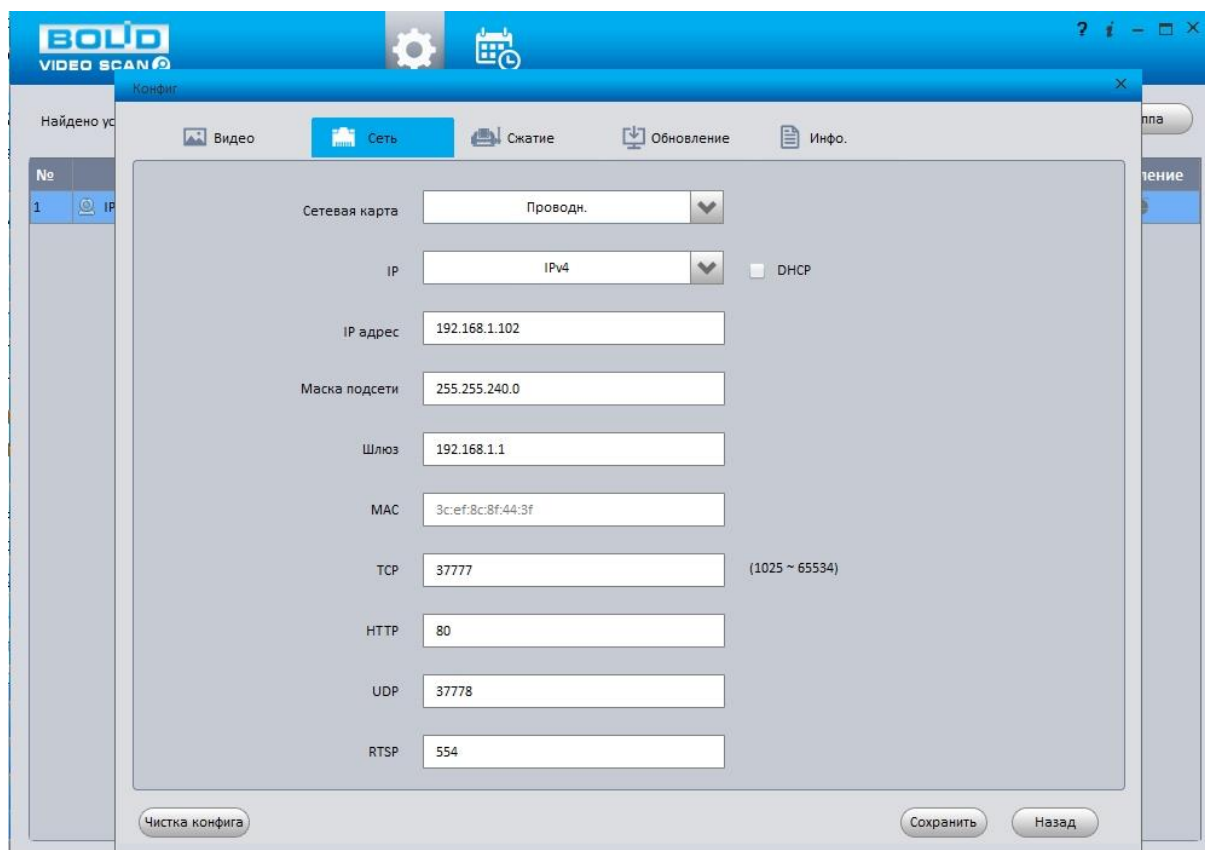 BOLID
VIDEO SCAN
? i
Конфиг
Найдено ус
Видео
Сеть
Сжатие
Обновление
Инфо.
ппа
№
ление
1 IP
Сетевая карта Проводн.
IP IPv4 DHCP
IP адрес 192.168.1.102
Маска подсети 255.255.240.0
Шлюз 192.168.1.1
MAC 3c:ef:8c:8f:44:3f
TCP 37777 (1025 ~ 65534)
HTTP 80
UDP 37778
RTSP 554
Чистка конфига
Сохранить
Назад